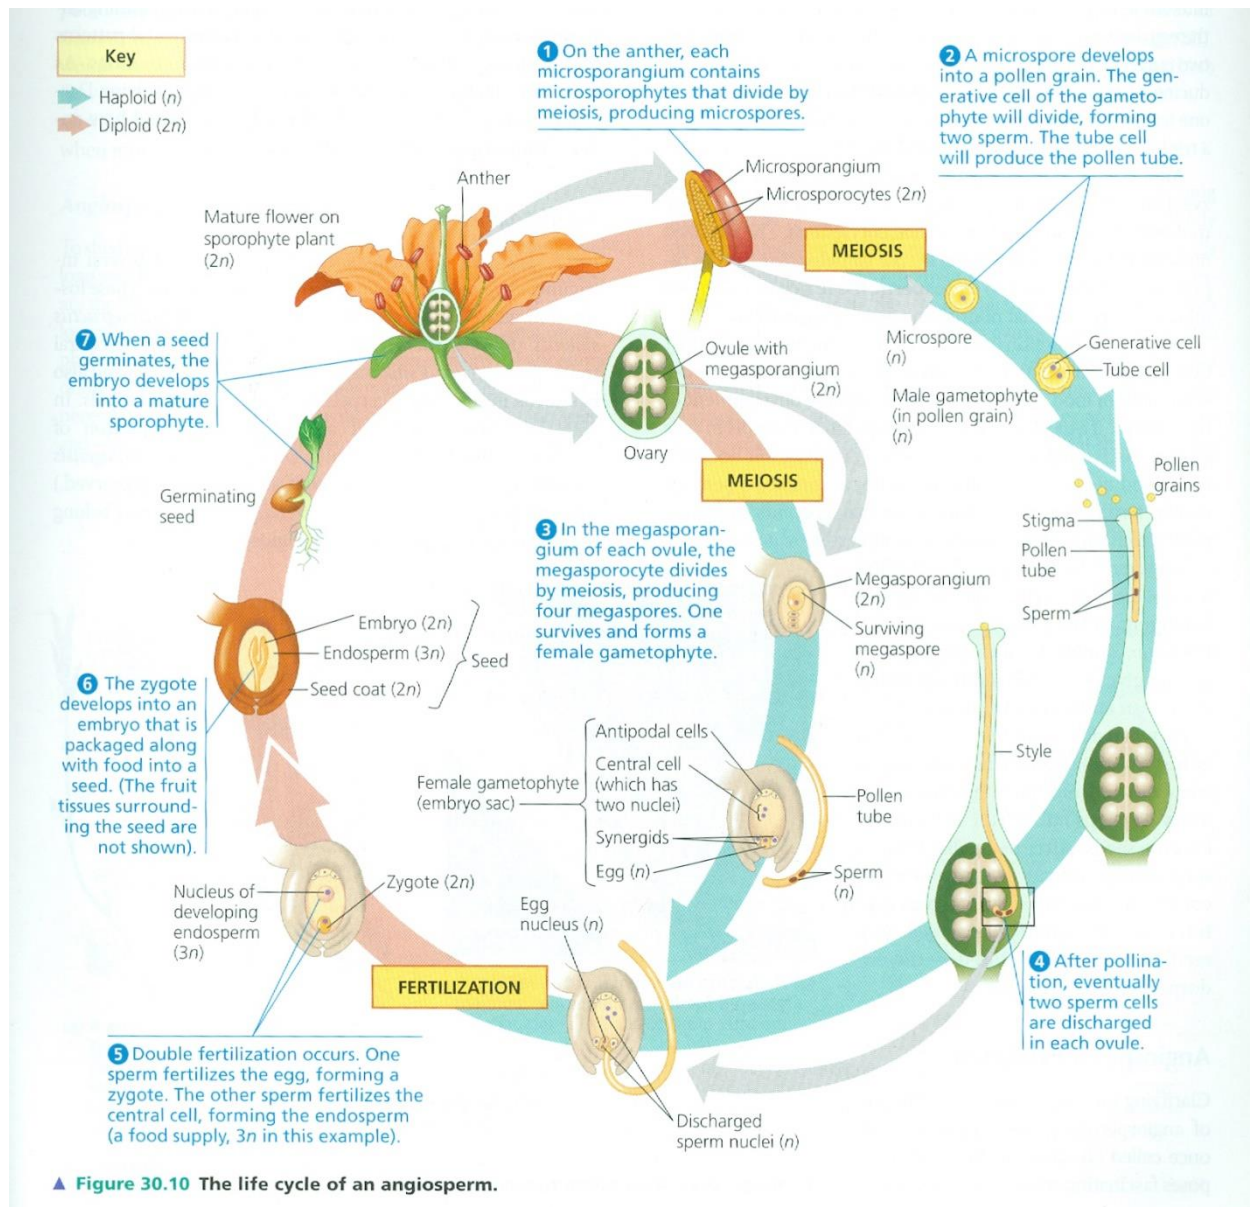 Key
Haploid (n)
Diploid (2n)
1 On the anther, each
microsporangium contains
microsporophytes that divide by
meiosis, producing microspores.
2 A microspore develops
into a pollen grain. The gen-
erative cell of the gameto-
phyte will divide, forming
two sperm. The tube cell
will produce the pollen tube.
Anther
Mature flower on
sporophyte plant
(2n)
Microsporangium
Microsporocytes (2n)
MEIOSIS
Microspore
(n)
Generative cell
Tube cell
Male gametophyte
(in pollen grain)
(n)
7 When a seed
germinates, the
embryo develops
into a mature
sporophyte.
Ovule with
megasporangium
(2n)
Ovary
MEIOSIS
Pollen
grains
Stigma
Pollen
tube
Sperm
Germinating
seed
3 In the megasporan-
gium of each ovule, the
megasporocyte divides
by meiosis, producing
four megaspores. One
survives and forms a
female gametophyte.
Megasporangium
(2n)
Surviving
megaspore
(n)
Embryo (2n)
Endosperm (3n)
Seed coat (2n)
Seed
6 The zygote
develops into an
embryo that is
packaged along
with food into a
seed. (The fruit
tissues surround-
ing the seed are
not shown).
Female gametophyte
(embryo sac)
Antipodal cells
Central cell
(which has
two nuclei)
Synergids
Egg (n)
Pollen
tube
Sperm
(n)
Style
Nucleus of
developing
endosperm
(3n)
Zygote (2n)
Egg
nucleus (n)
FERTILIZATION
4 After pollina-
tion, eventually
two sperm cells
are discharged
in each ovule.
5 Double fertilization occurs. One
sperm fertilizes the egg, forming a
zygote. The other sperm fertilizes the
central cell, forming the endosperm
(a food supply, 3n in this example).
Discharged
sperm nuclei (n)
▲ Figure 30.10 The life cycle of an angiosperm.